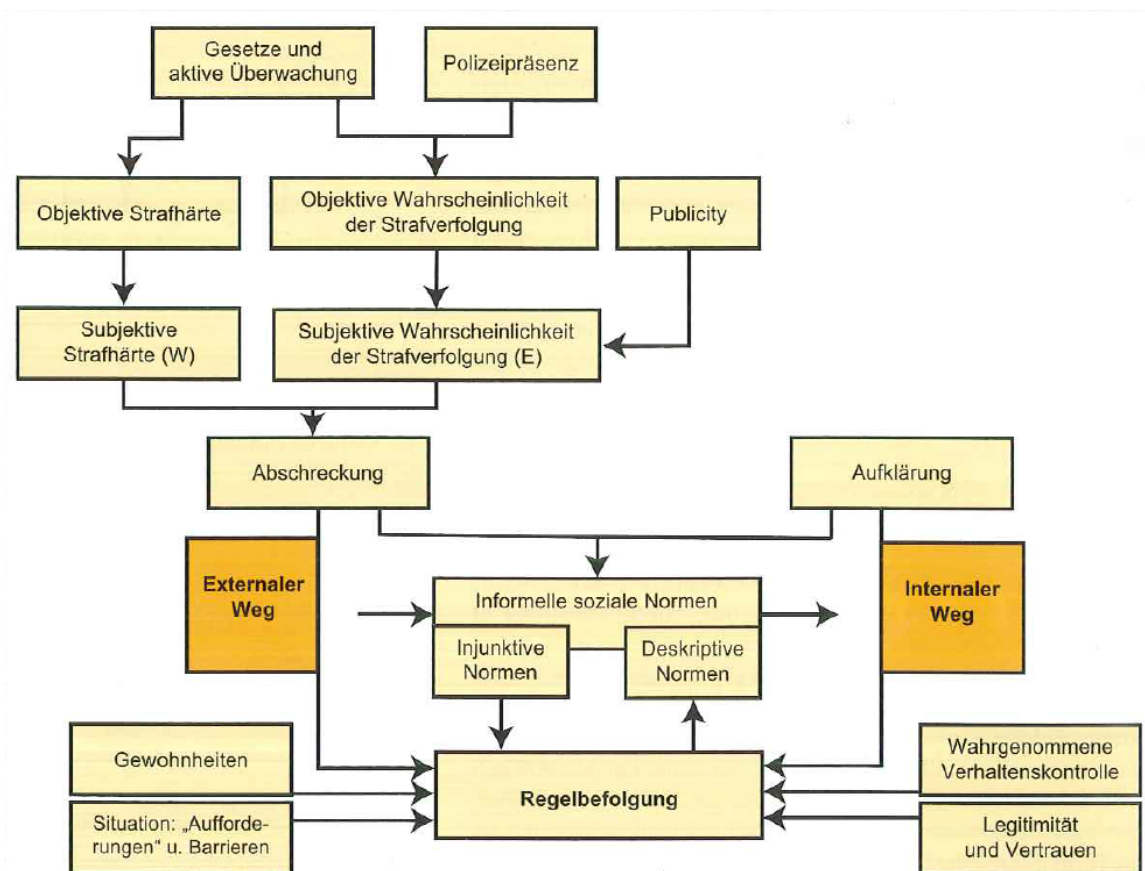 Gesetze und
aktive Überwachung
Polizeipräsenz
Objektive Strafhärte
Objektive Wahrscheinlichkeit
der Strafverfolgung
Publicity
Subjektive
Strafhärte (W)
Subjektive Wahrscheinlichkeit
der Strafverfolgung (E)
Abschreckung
Aufklärung
Externaler
Weg
Informelle soziale Normen
Internaler
Weg
Injunktive
Normen
Deskriptive
Normen
Gewohnheiten
Regelbefolgung
Wahrgenommene
Verhaltenskontrolle
Situation: „Aufforde-
rungen“ u. Barrieren
Legitimität
und Vertrauen